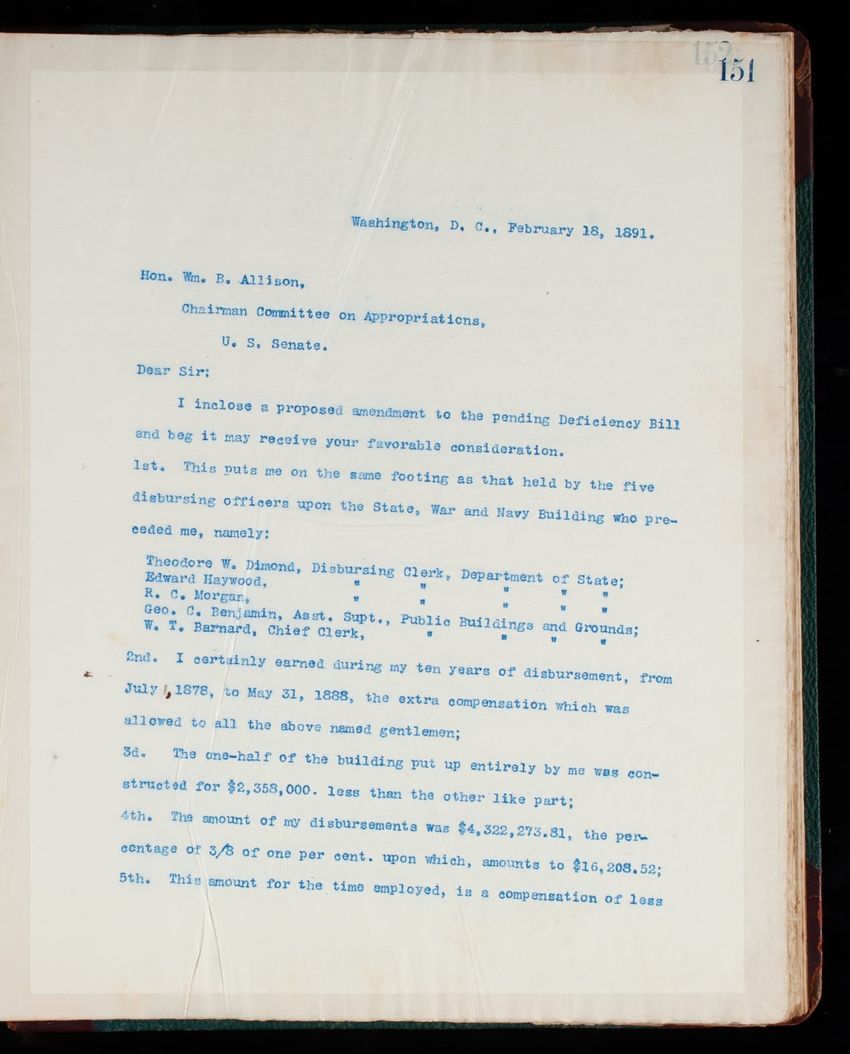 151
Washington, D. C., February 18, 1891.
Hon. Wm. B. Allison,
Chairman Committee on Appropriations,
U. S. Senate.
Dear Sir:
I inclose a proposed amendment to the pending Deficiency Bill
and beg it may receive your favorable consideration.
1st. This puts me on the same footing as that held by the five
disbursing officers upon the State, War and Navy Building who pre-
ceded me, namely:
Theodore W. Dimond, Disbursing Clerk, Department of State;
Edward Haywood, " " " " "
R. C. Morgan, " " " " "
Geo. C. Benjamin, Asst. Supt., Public Buildings and Grounds;
W. T. Barnard, Chief Clerk, " " " "
2nd. I certainly earned during my ten years of disbursement, from
July , 1878, to May 31, 1888, the extra compensation which was
allowed to all the above named gentlemen;
3d. The one-half of the building put up entirely by me was con-
structed for $2,358,000. less than the other like part;
4th. The amount of my disbursements was $4,322,273.81, the per-
centage of 3/8 of one per cent. upon which, amounts to $16,208.52;
5th. This amount for the time employed, is a compensation of less